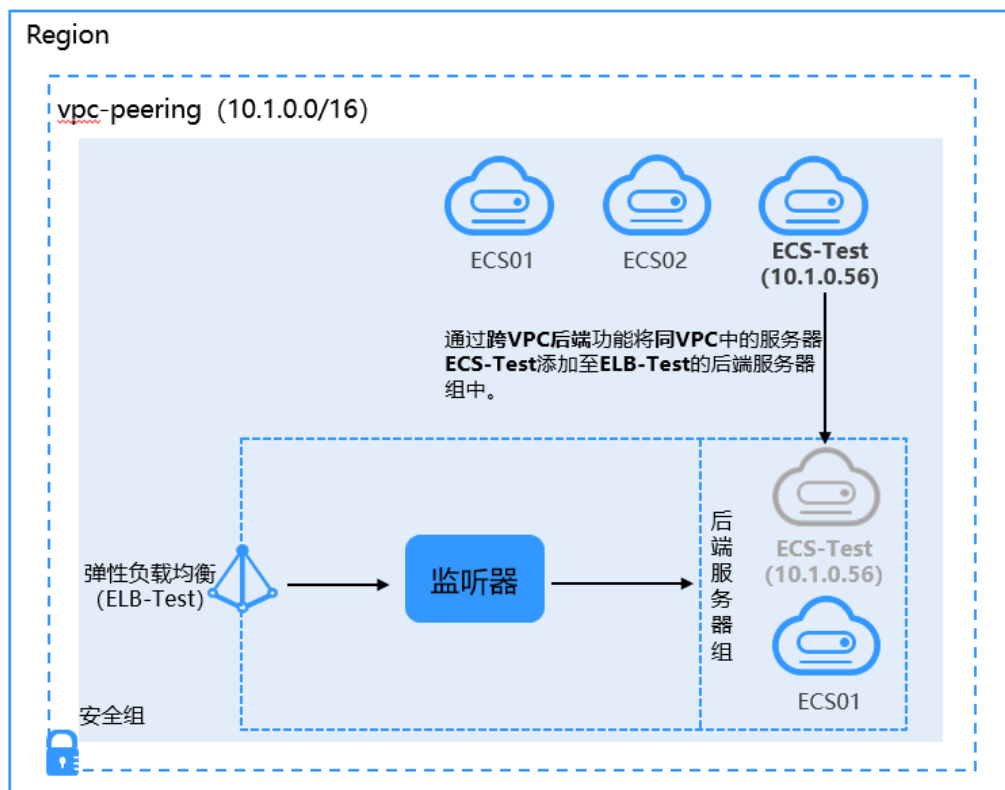 Region
vpc-peering（10.1.0.0/16）
ECS01
ECS02
ECS-Test
(10.1.0.56)
通过跨VPC后端功能将同VPC中的服务器
ECS-Test添加至ELB-Test的后端服务器
组中。
弹性负载均衡
(ELB-Test)
监听器
后端服务器组
ECS-Test
(10.1.0.56)
ECS01
安全组